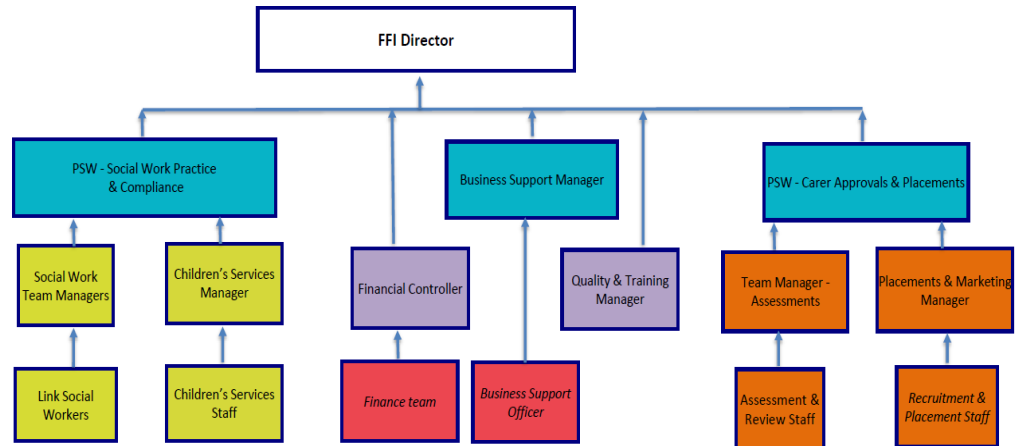 FFI Director
PSW - Social Work Practice
& Compliance
Business Support Manager
PSW - Carer Approvals & Placements
Social Work
Team Managers
Children's Services
Manager
Financial Controller
Quality & Training
Manager
Team Manager -
Assessments
Placements & Marketing
Manager
Link Social
Workers
Children's Services
Staff
Finance team
Business Support
Officer
Assessment &
Review Staff
Recruitment &
Placement Staff